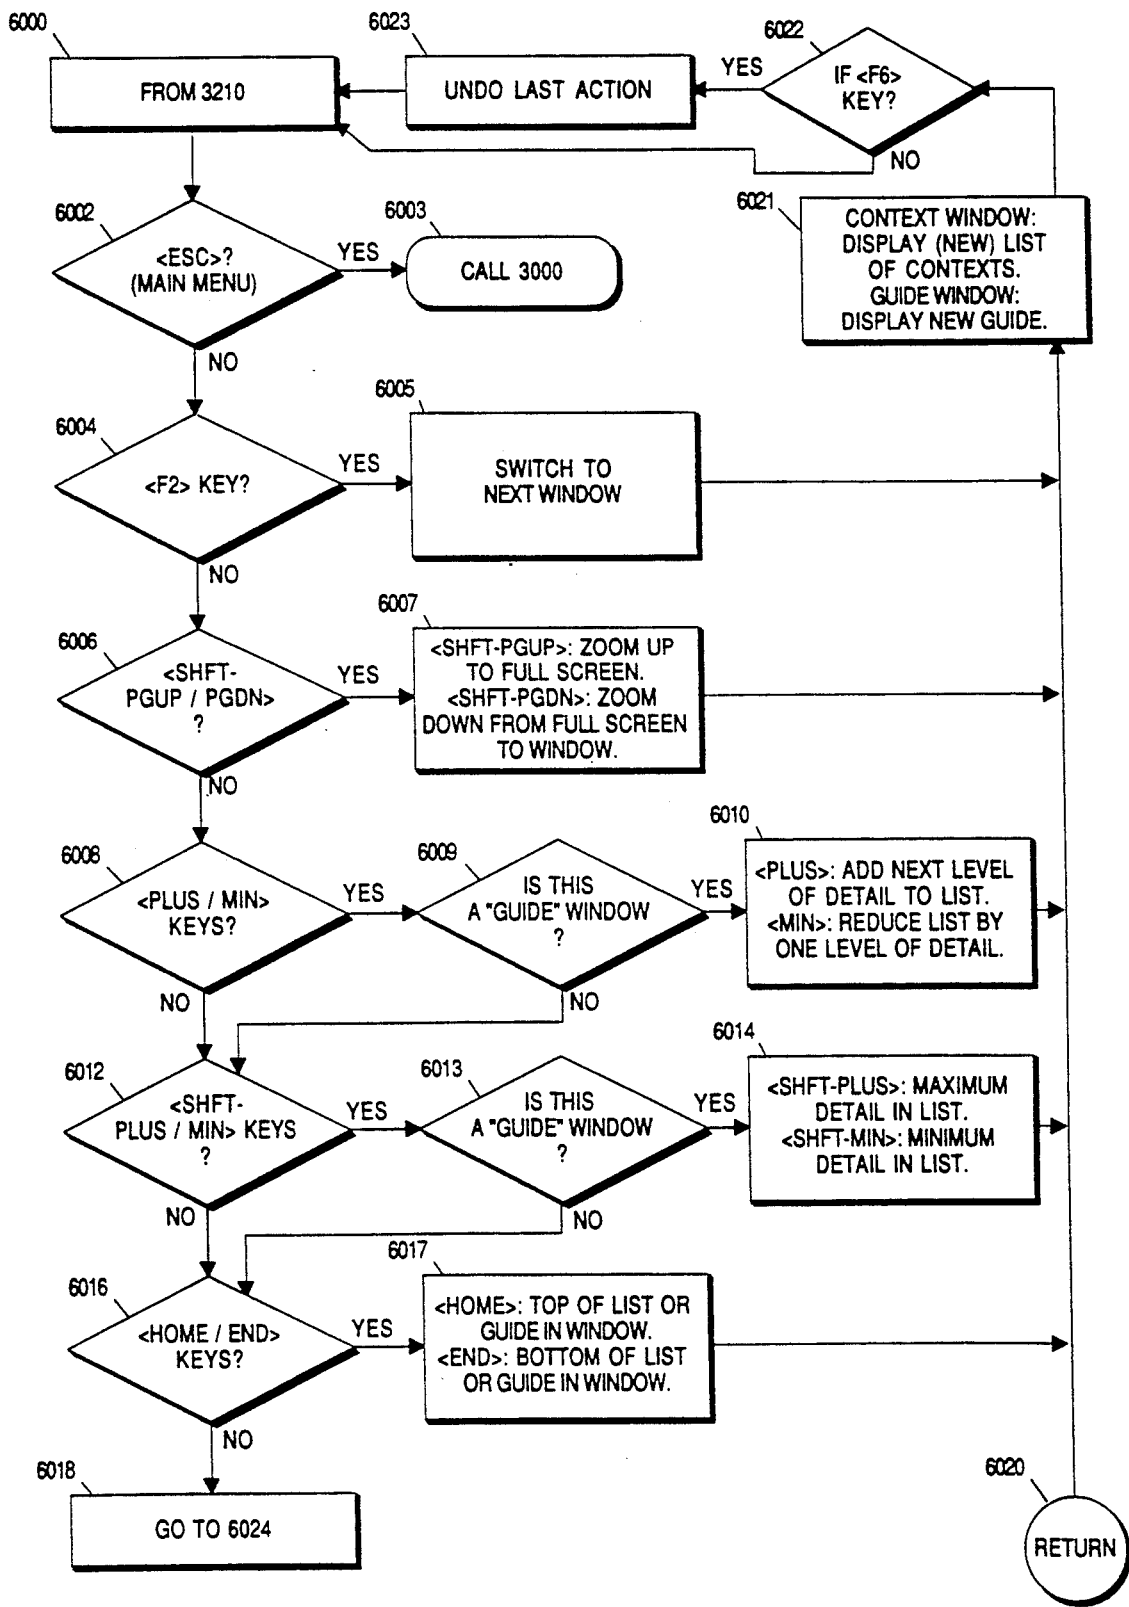 6000
FROM 3210
6023
UNDO LAST ACTION
6022
IF <F6>
KEY?
YES
NO
6002
<ESC>?
(MAIN MENU)
YES
NO
6003
CALL 3000
6021
CONTEXT WINDOW:
DISPLAY (NEW) LIST
OF CONTEXTS.
GUIDE WINDOW:
DISPLAY NEW GUIDE.
6004
<F2> KEY?
YES
NO
6005
SWITCH TO
NEXT WINDOW
6006
<SHFT-
PGUP / PGDN>
?
YES
NO
6007
<SHFT-PGUP>: ZOOM UP
TO FULL SCREEN.
<SHFT-PGDN>: ZOOM
DOWN FROM FULL SCREEN
TO WINDOW.
6008
<PLUS / MIN>
KEYS?
YES
NO
6009
IS THIS
A "GUIDE" WINDOW
?
YES
NO
6010
<PLUS>: ADD NEXT LEVEL
OF DETAIL TO LIST.
<MIN>: REDUCE LIST BY
ONE LEVEL OF DETAIL.
6012
<SHFT-
PLUS / MIN> KEYS
?
YES
NO
6013
IS THIS
A "GUIDE" WINDOW
?
YES
NO
6014
<SHFT-PLUS>: MAXIMUM
DETAIL IN LIST.
<SHFT-MIN>: MINIMUM
DETAIL IN LIST.
6016
<HOME / END>
KEYS?
YES
NO
6017
<HOME>: TOP OF LIST OR
GUIDE IN WINDOW.
<END>: BOTTOM OF LIST
OR GUIDE IN WINDOW.
6018
GO TO 6024
6020
RETURN